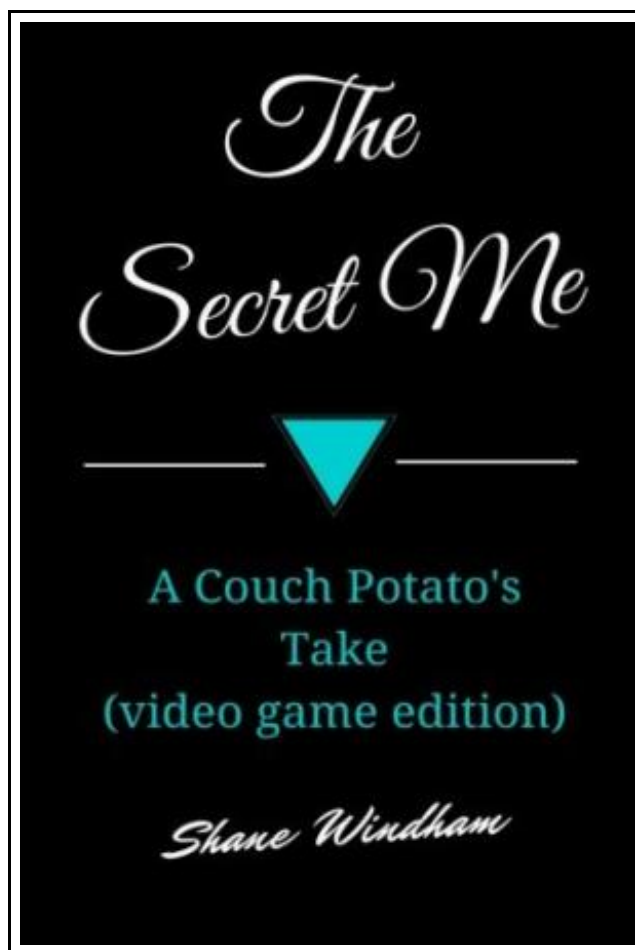 The
Secret Me
A Couch Potato's
Take
(video game edition)
Shane Windham